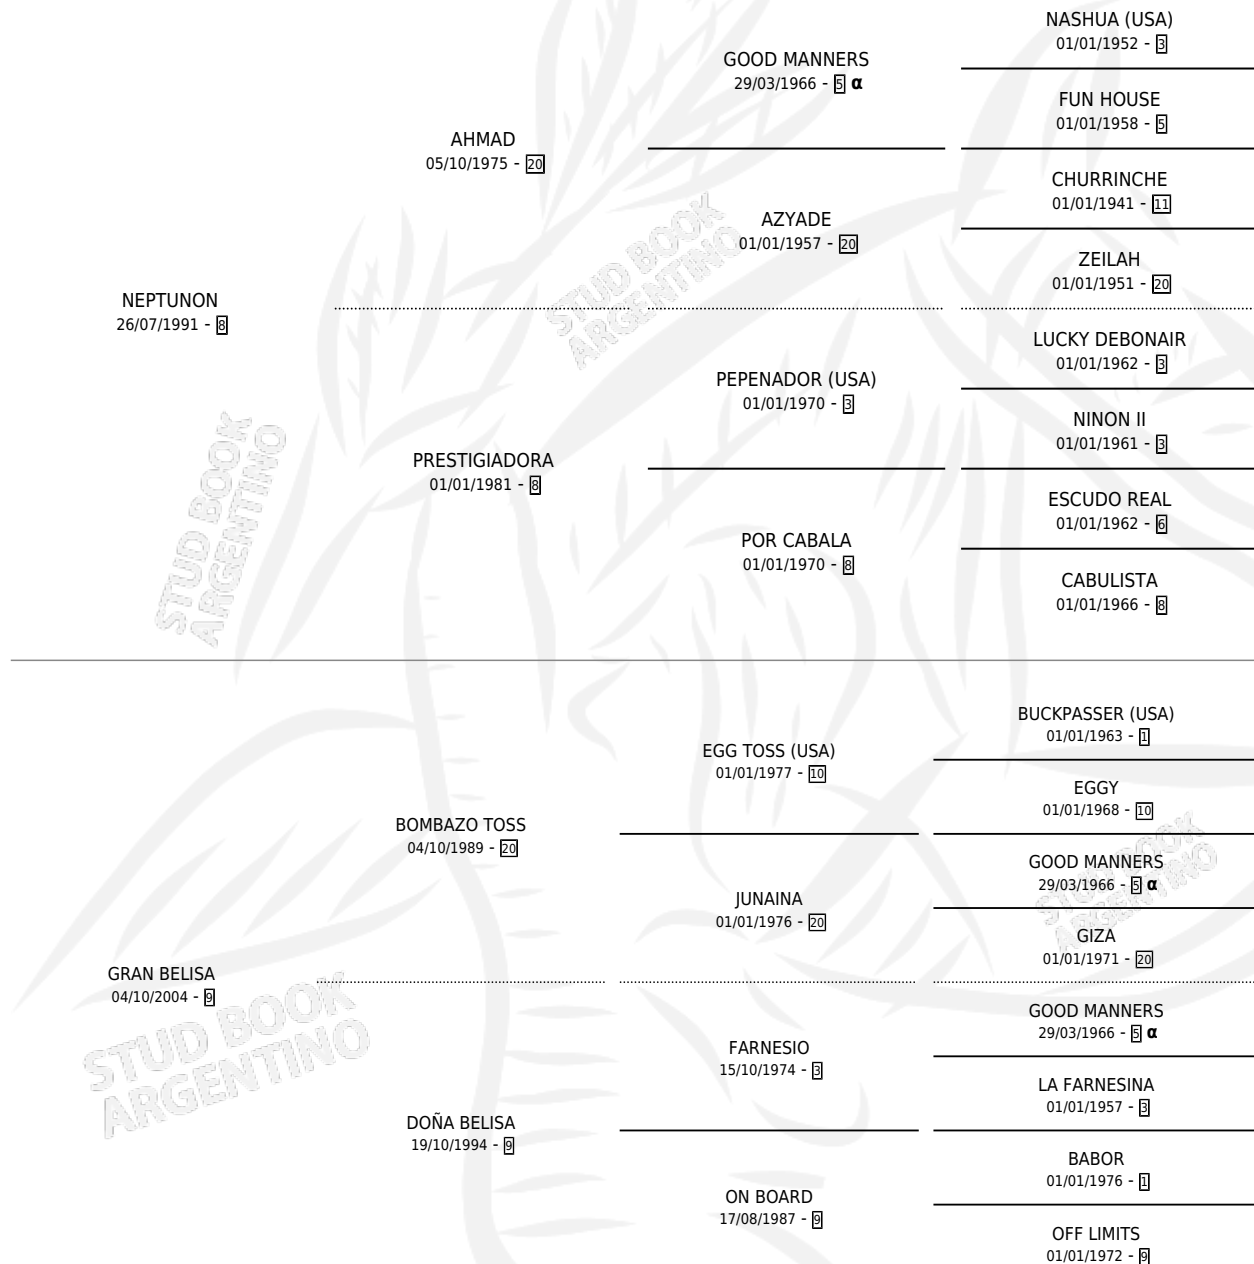 NASHUA (USA)
01/01/1952 - 3
GOOD MANNERS
29/03/1966 - 5 α
FUN HOUSE
01/01/1958 - 5
AHMAD
05/10/1975 - 20
CHURRINCHE
01/01/1941 - 11
AZYADE
01/01/1957 - 20
ZEILAH
01/01/1951 - 20
NEPTUNON
26/07/1991 - 8
LUCKY DEBONAIR
01/01/1962 - 3
PEPENADOR (USA)
01/01/1970 - 3
NINON II
01/01/1961 - 3
PRESTIGIADORA
01/01/1981 - 8
ESCUDO REAL
01/01/1962 - 6
POR CABALA
01/01/1970 - 8
CABULISTA
01/01/1966 - 8
STUD BOOK
ARGENTINO
STUD BOOK
ARGENTINO
BUCKPASSER (USA)
01/01/1963 - 1
EGG TOSS (USA)
01/01/1977 - 10
EGGY
01/01/1968 - 10
BOMBAZO TOSS
04/10/1989 - 20
GOOD MANNERS
29/03/1966 - 5 α
JUNAINA
01/01/1976 - 20
GIZA
01/01/1971 - 20
GRAN BELISA
04/10/2004 - 9
GOOD MANNERS
29/03/1966 - 5 α
FARNESIO
15/10/1974 - 3
LA FARNESINA
01/01/1957 - 3
DOÑA BELISA
19/10/1994 - 9
BABOR
01/01/1976 - 1
ON BOARD
17/08/1987 - 9
OFF LIMITS
01/01/1972 - 9
STUD BOOK
ARGENTINO
STUD BOOK
ARGENTINO